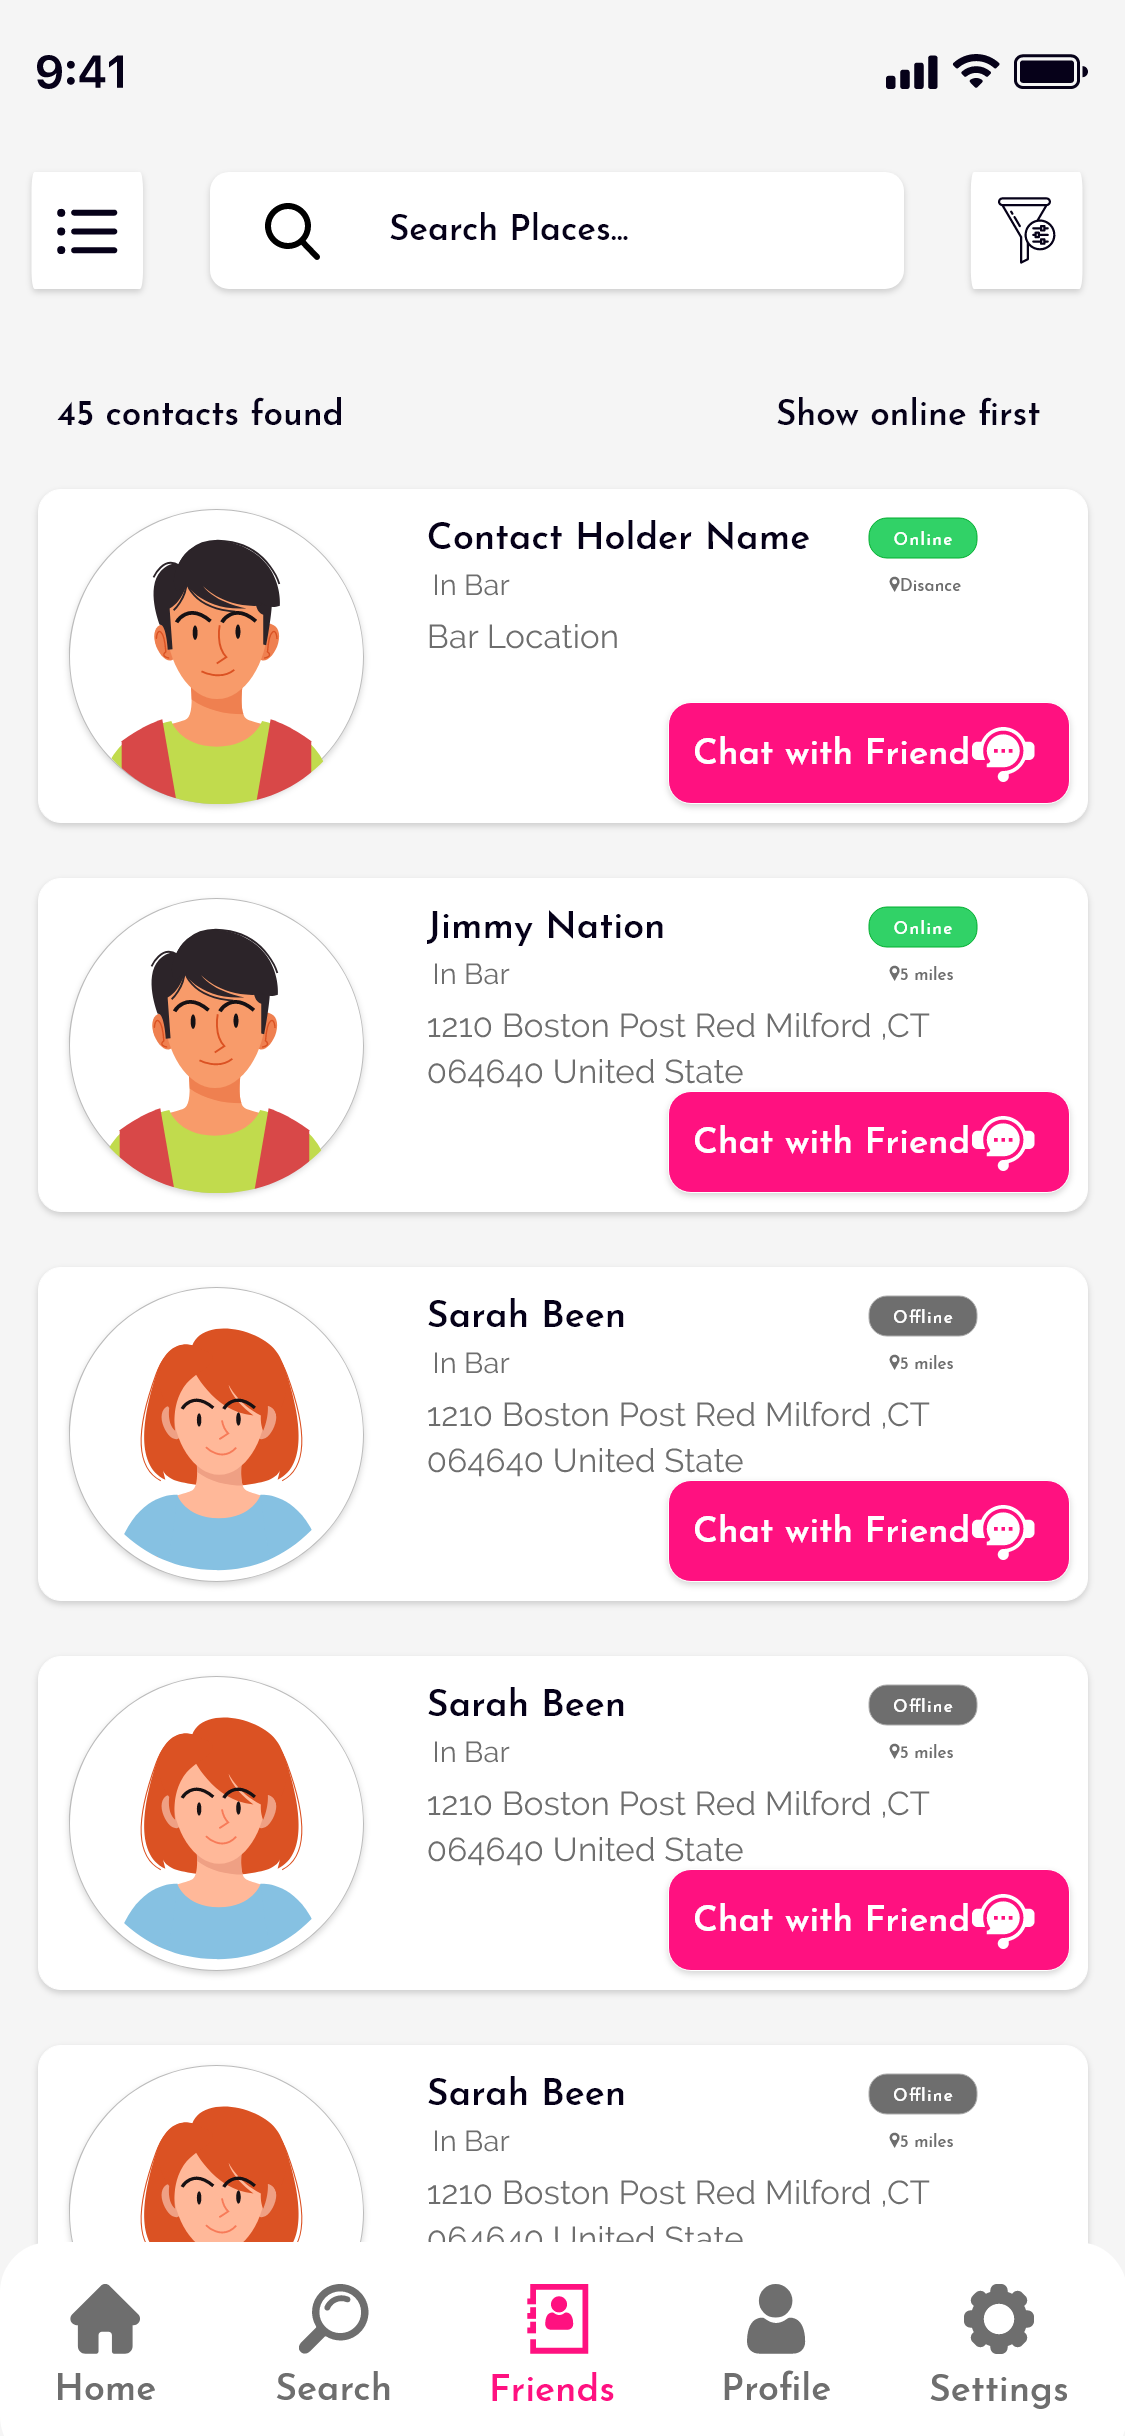 9:41
Search Places...
45 contacts found
Show online first
Contact Holder Name
Online
In Bar
Disance
Bar Location
Chat with Friend
Jimmy Nation
Online
In Bar
5 miles
1210 Boston Post Red Milford ,CT
064640 United State
Chat with Friend
Sarah Been
Offline
In Bar
5 miles
1210 Boston Post Red Milford ,CT
064640 United State
Chat with Friend
Sarah Been
Offline
In Bar
5 miles
1210 Boston Post Red Milford ,CT
064640 United State
Chat with Friend
Sarah Been
Offline
In Bar
5 miles
1210 Boston Post Red Milford ,CT
064640 United State
Home
Search
Friends
Profile
Settings